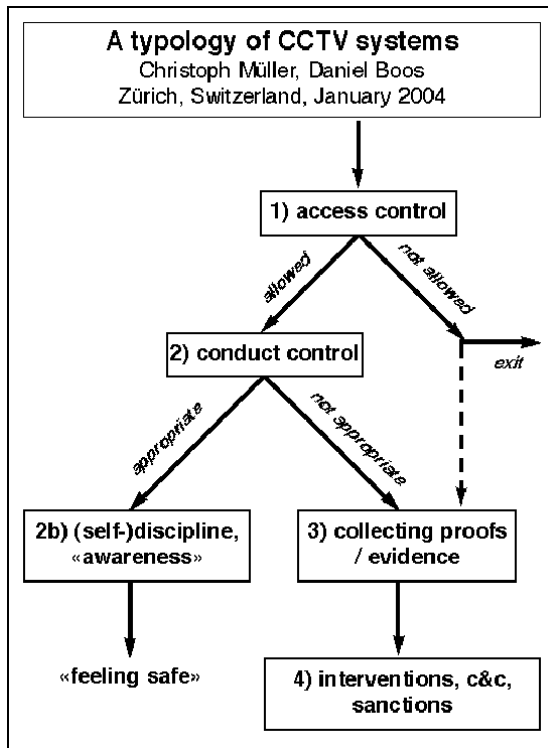 A typology of CCTV systems
Christoph Müller, Daniel Boos
Zürich, Switzerland, January 2004
1) access control
allowed
not allowed
2) conduct control
exit
appropriate
not appropriate
2b) (self-)discipline,
«awareness»
3) collecting proofs
/ evidence
«feeling safe»
4) interventions, c&c,
sanctions